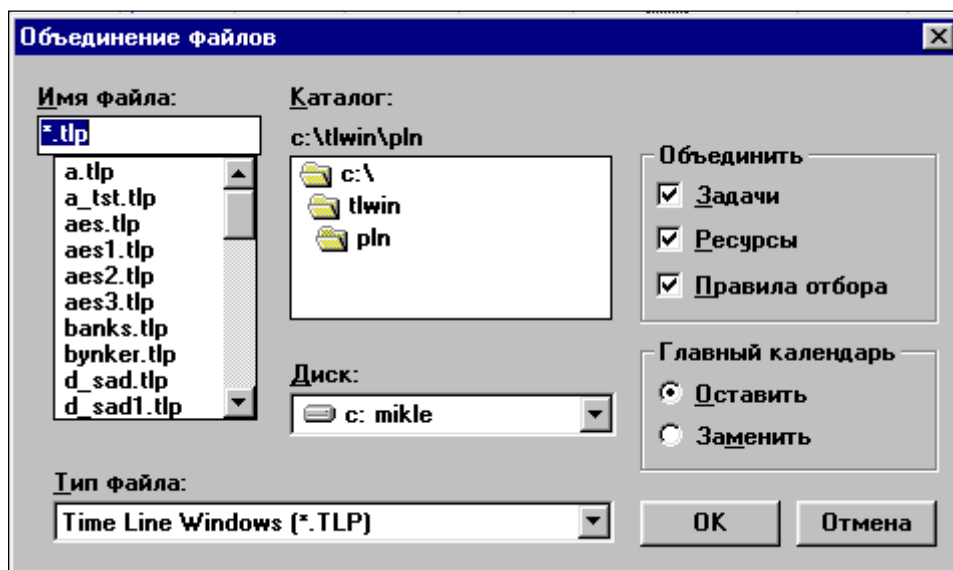 Объединение файлов
Имя файла:
*.tlp
a.tlp
a_tst.tlp
aes.tlp
aes1.tlp
aes2.tlp
aes3.tlp
banks.tlp
bynker.tlp
d_sad.tlp
d_sad1.tlp
Каталог:
c:\tlwin\pln
c:\
tlwin
pln
Диск:
c: mikle
Тип файла:
Time Line Windows (*.TLP)
Объединить
Задачи
Ресурсы
Правила отбора
Главный календарь
Оставить
Заменить
OK
Отмена